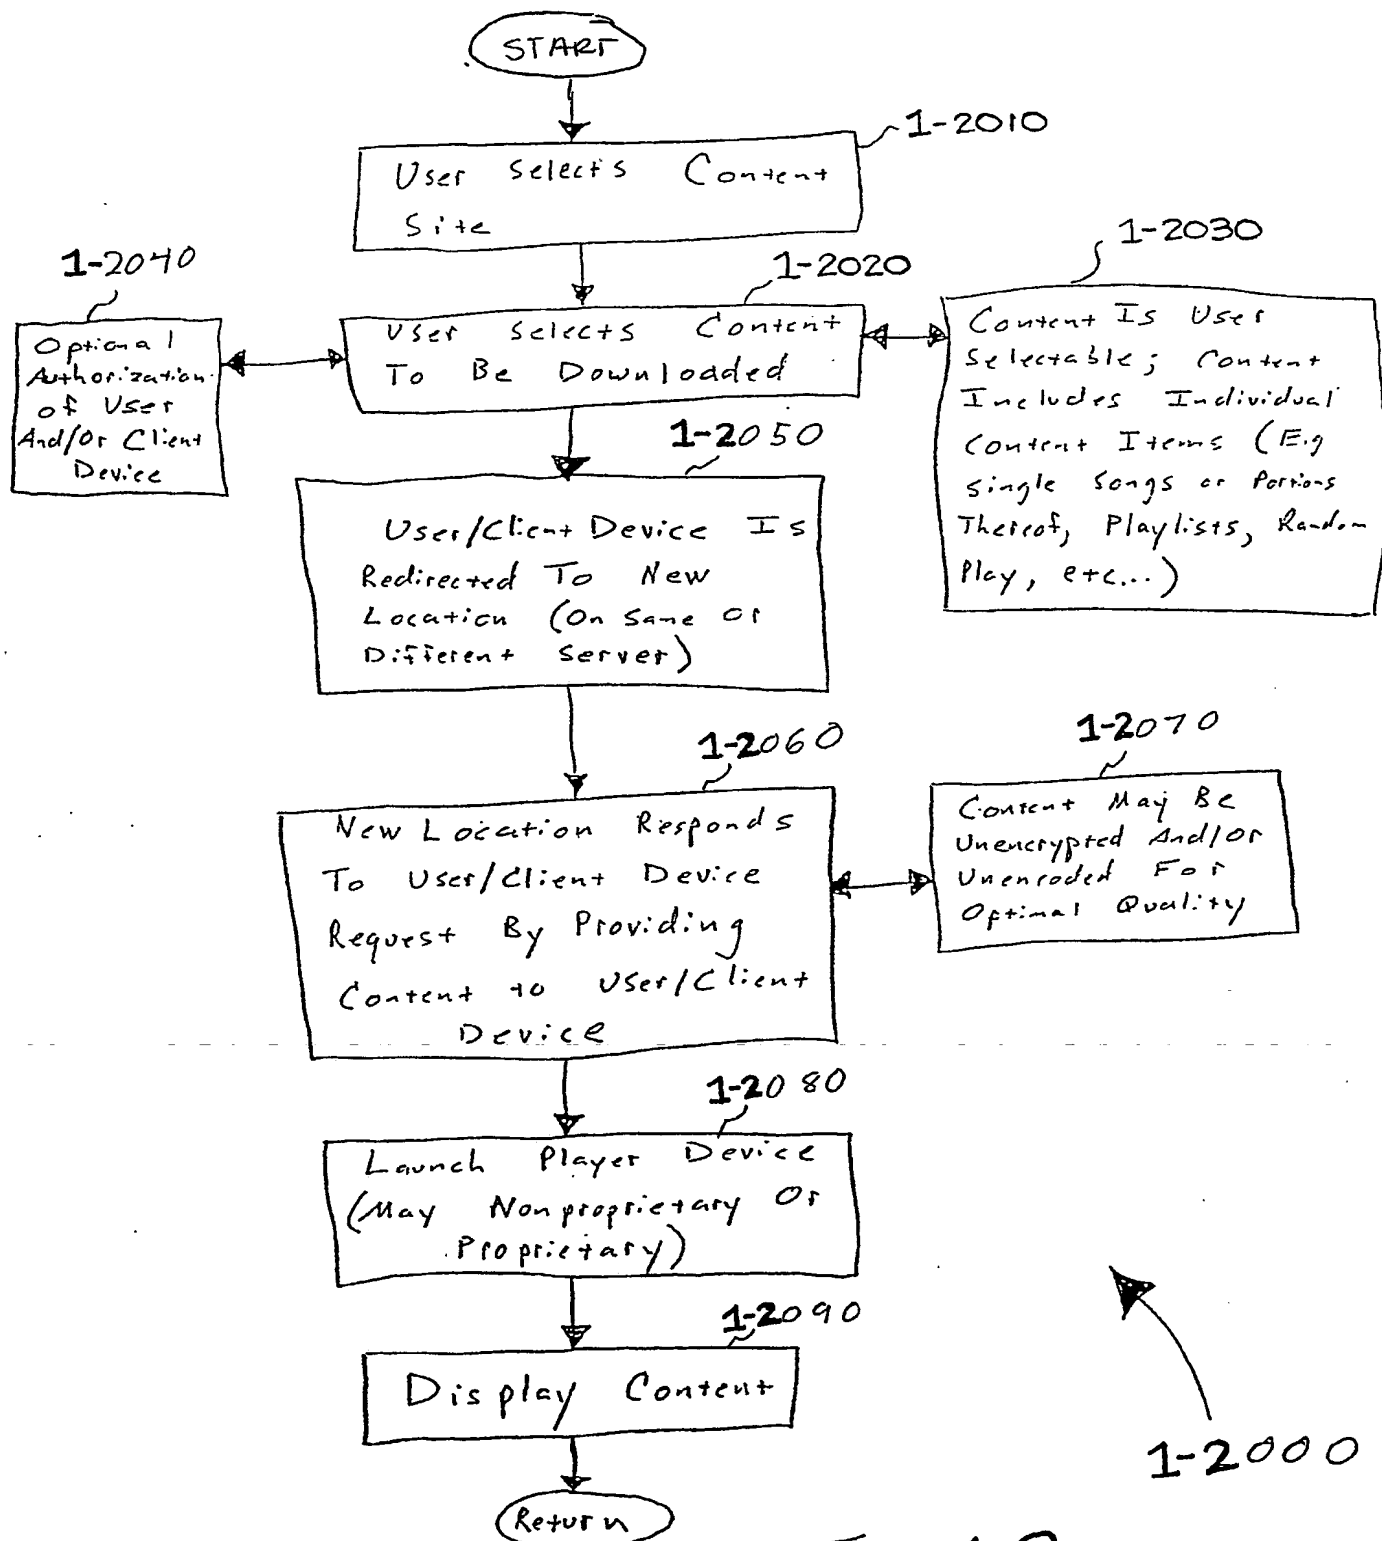 START
1-2010
User Selects Content
Site
1-2040
1-2020
1-2030
Optional
Authorization
of User
And/Or Client
Device
User Selects Content
To Be Downloaded
Content Is User
Selectable; Content
Includes Individual
Content Items (E.g
Single Songs or Portions
Thereof, Playlists, Random
Play, etc...)
1-2050
User/Client Device Is
Redirected To New
Location (On Same or
Different Server)
1-2060
1-2070
New Location Responds
To User/Client Device
Request By Providing
Content to User/Client
Device
Content May Be
Unencrypted And/Or
Unencoded For
Optimal Quality
1-2080
Launch Player Device
(May Nonproprietary Or
Proprietary)
1-2090
Display Content
1-2000
Return